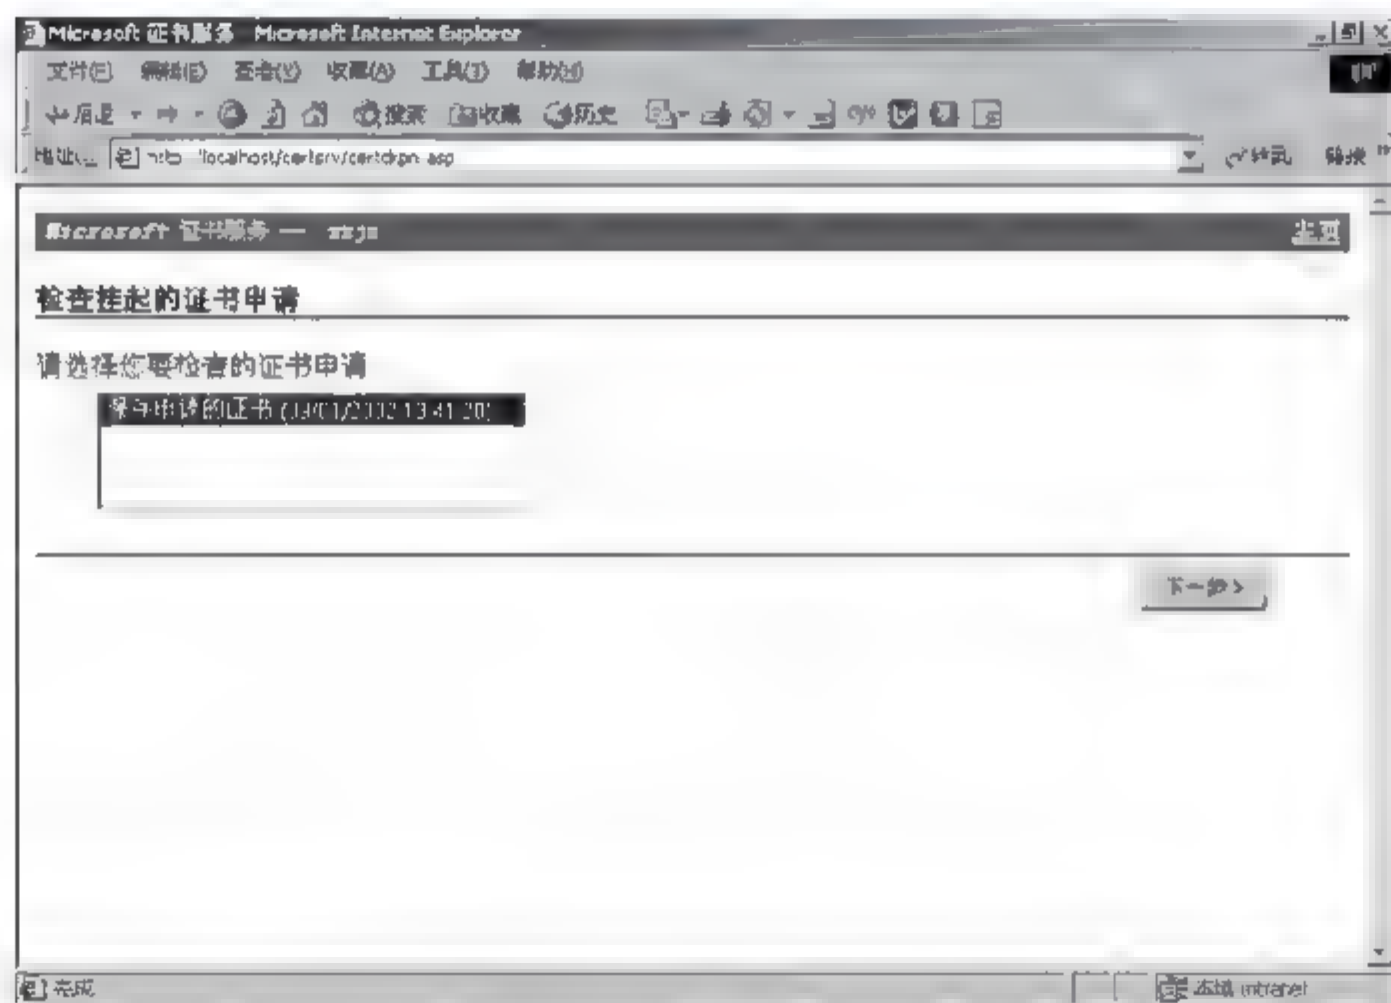 Microsoft 证书服务 Microsoft Internet Explorer
文件(F) 编辑(E) 查看(V) 收藏(A) 工具(T) 帮助(H)
后退 搜索 收藏 历史
localhost/certsrv/certckpn.asp 转到 链接 »
Microsoft 证书服务 — 主页
检查挂起的证书申请
请选择您要检查的证书申请
保存申请的证书
下一步 >
完成 本地 intranet